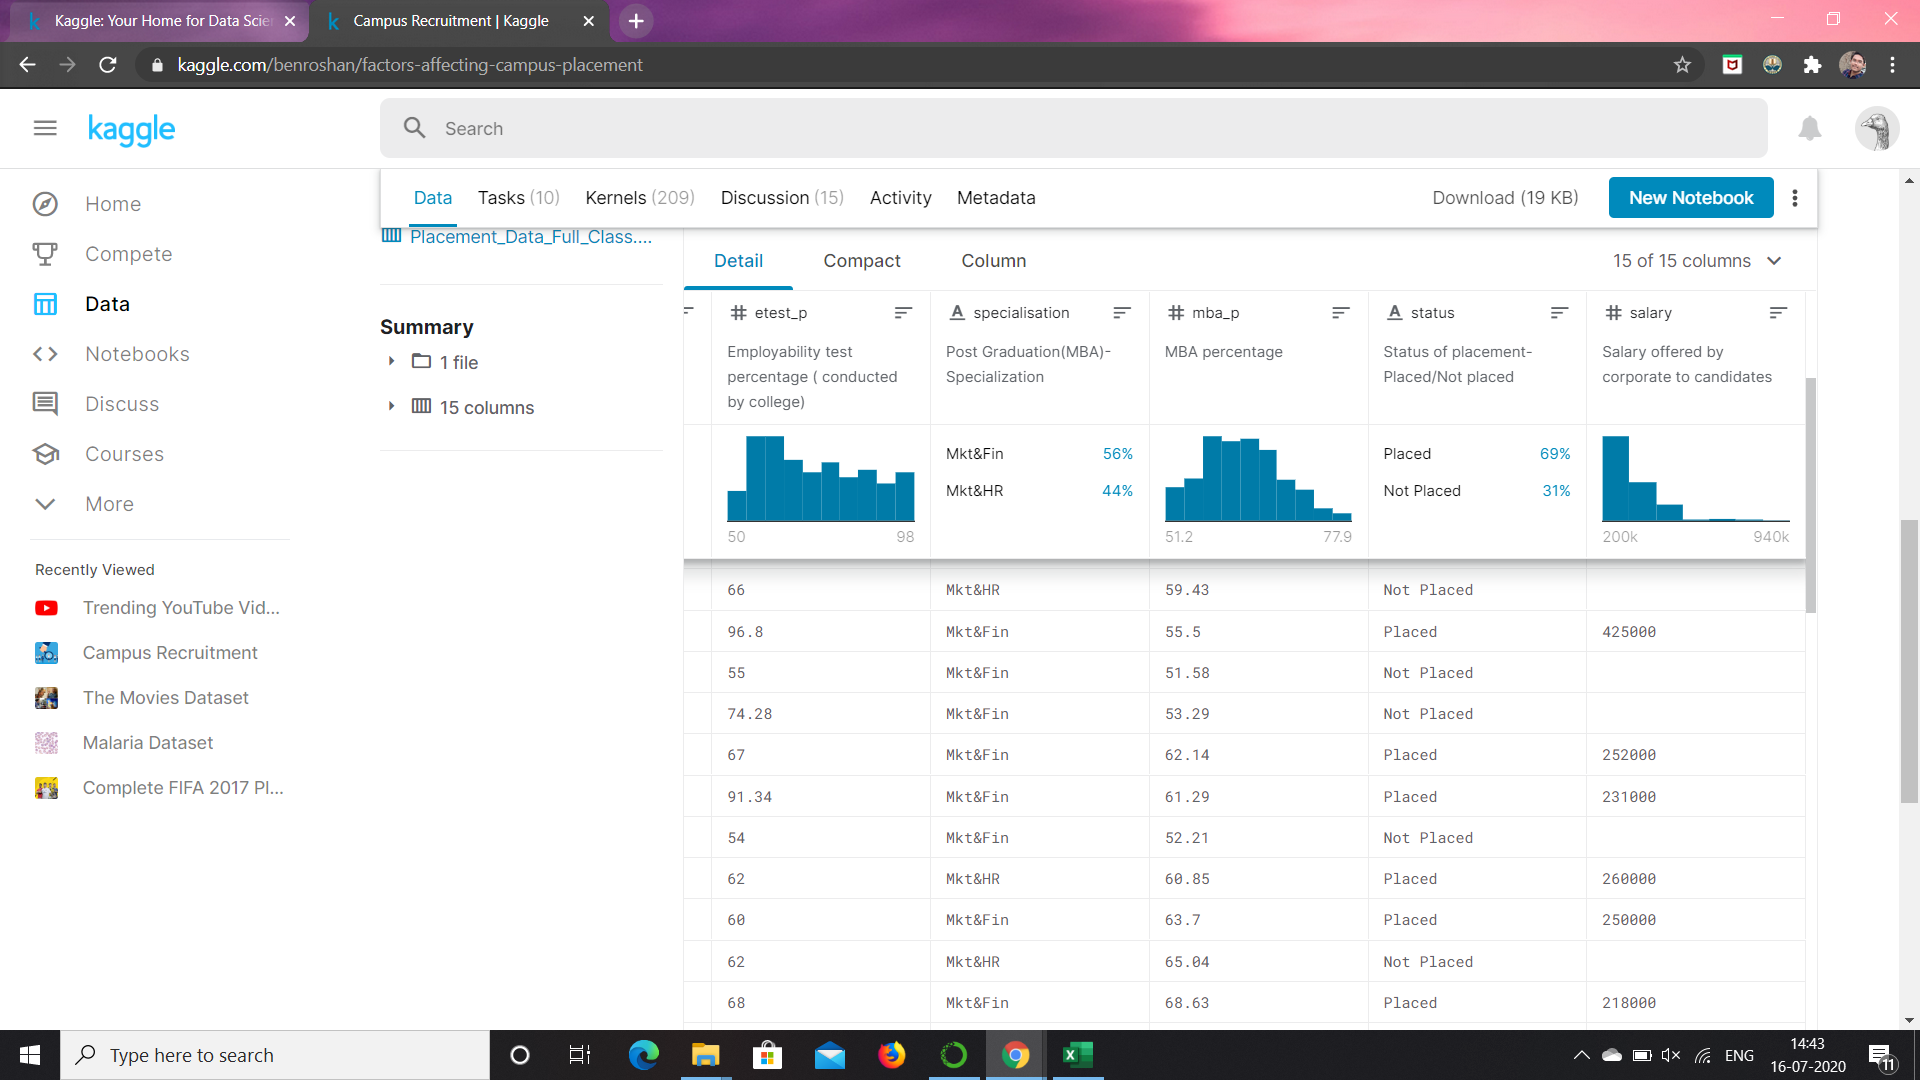 Kaggle: Your Home for Data Scien
Campus Recruitment | Kaggle
kaggle.com/benroshan/factors-affecting-campus-placement
kaggle
Search
Home
Compete
Data
Notebooks
Discuss
Courses
More
Recently Viewed
Trending YouTube Vid...
Campus Recruitment
The Movies Dataset
Malaria Dataset
Complete FIFA 2017 Pl...
Data Tasks (10) Kernels (209) Discussion (15) Activity Metadata Download (19 KB) New Notebook
Placement_Data_Full_Class....
Summary
1 file
15 columns
Detail Compact Column 15 of 15 columns
# etest_p A specialisation # mba_p A status # salary
Employability test percentage ( conducted by college)
Post Graduation(MBA)- Specialization
MBA percentage
Status of placement- Placed/Not placed
Salary offered by corporate to candidates
50 98
Mkt&Fin 56%
Mkt&HR 44%
51.2 77.9
Placed 69%
Not Placed 31%
200k 940k
66 Mkt&HR 59.43 Not Placed
96.8 Mkt&Fin 55.5 Placed 425000
55 Mkt&Fin 51.58 Not Placed
74.28 Mkt&Fin 53.29 Not Placed
67 Mkt&Fin 62.14 Placed 252000
91.34 Mkt&Fin 61.29 Placed 231000
54 Mkt&Fin 52.21 Not Placed
62 Mkt&HR 60.85 Placed 260000
60 Mkt&Fin 63.7 Placed 250000
62 Mkt&HR 65.04 Not Placed
68 Mkt&Fin 68.63 Placed 218000
Type here to search
ENG
14:43
16-07-2020
11